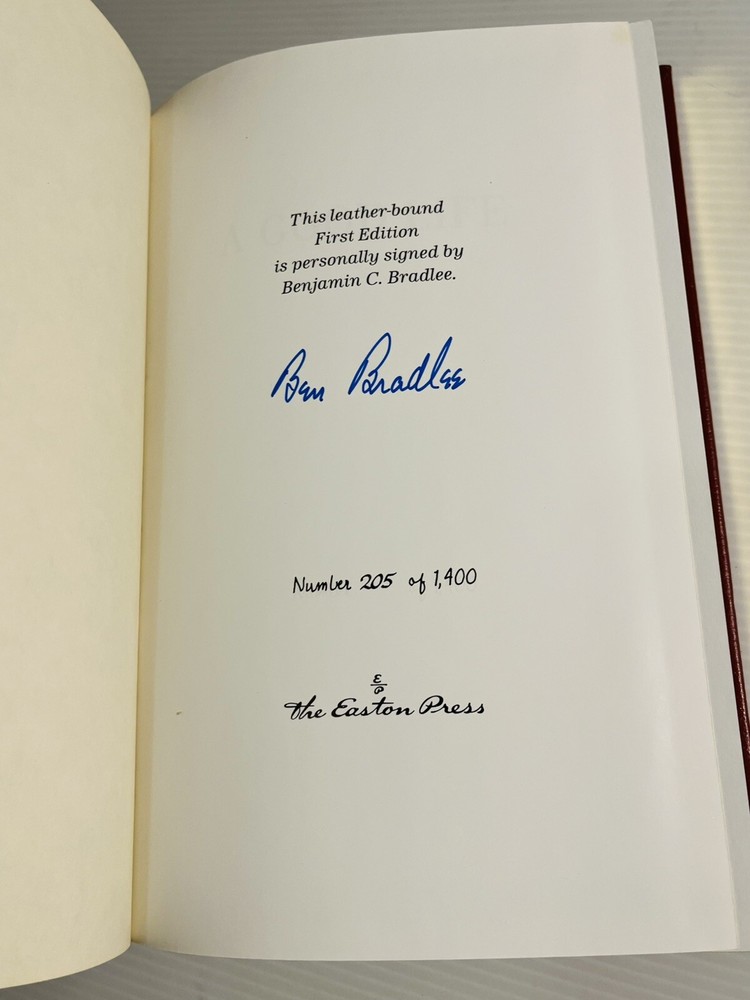 This leather-bound
First Edition
is personally signed by
Benjamin C. Bradlee.
Ben Bradlee
Number 205 of 1,400
E
P
the Easton Press